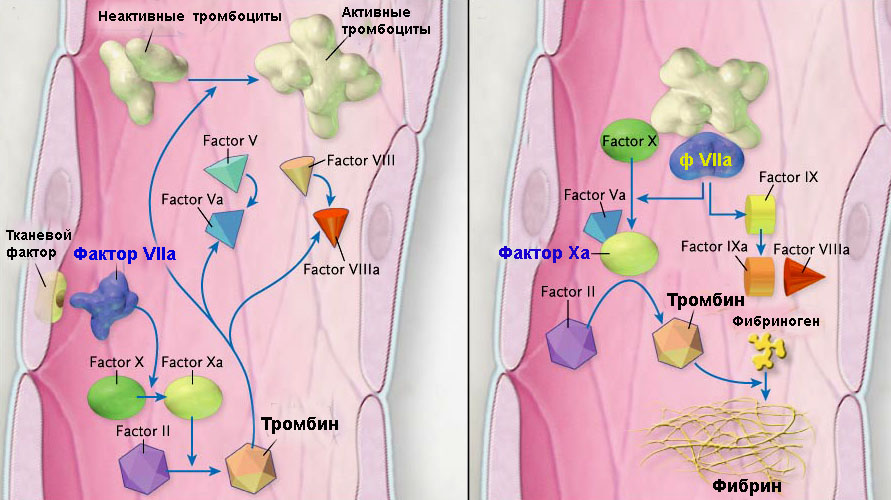 Неактивные тромбоциты
Активные
тромбоциты
Factor V
Factor VIII
Factor Va
Тканевой
фактор
Фактор VIIa
Factor VIIIa
Factor X
Factor Xa
Factor II
Тромбин
Factor X
ф VIIa
Factor IX
Factor Va
Фактор Xa
Factor IXa
Factor VIIIa
Factor II
Тромбин
Фибриноген
Фибрин